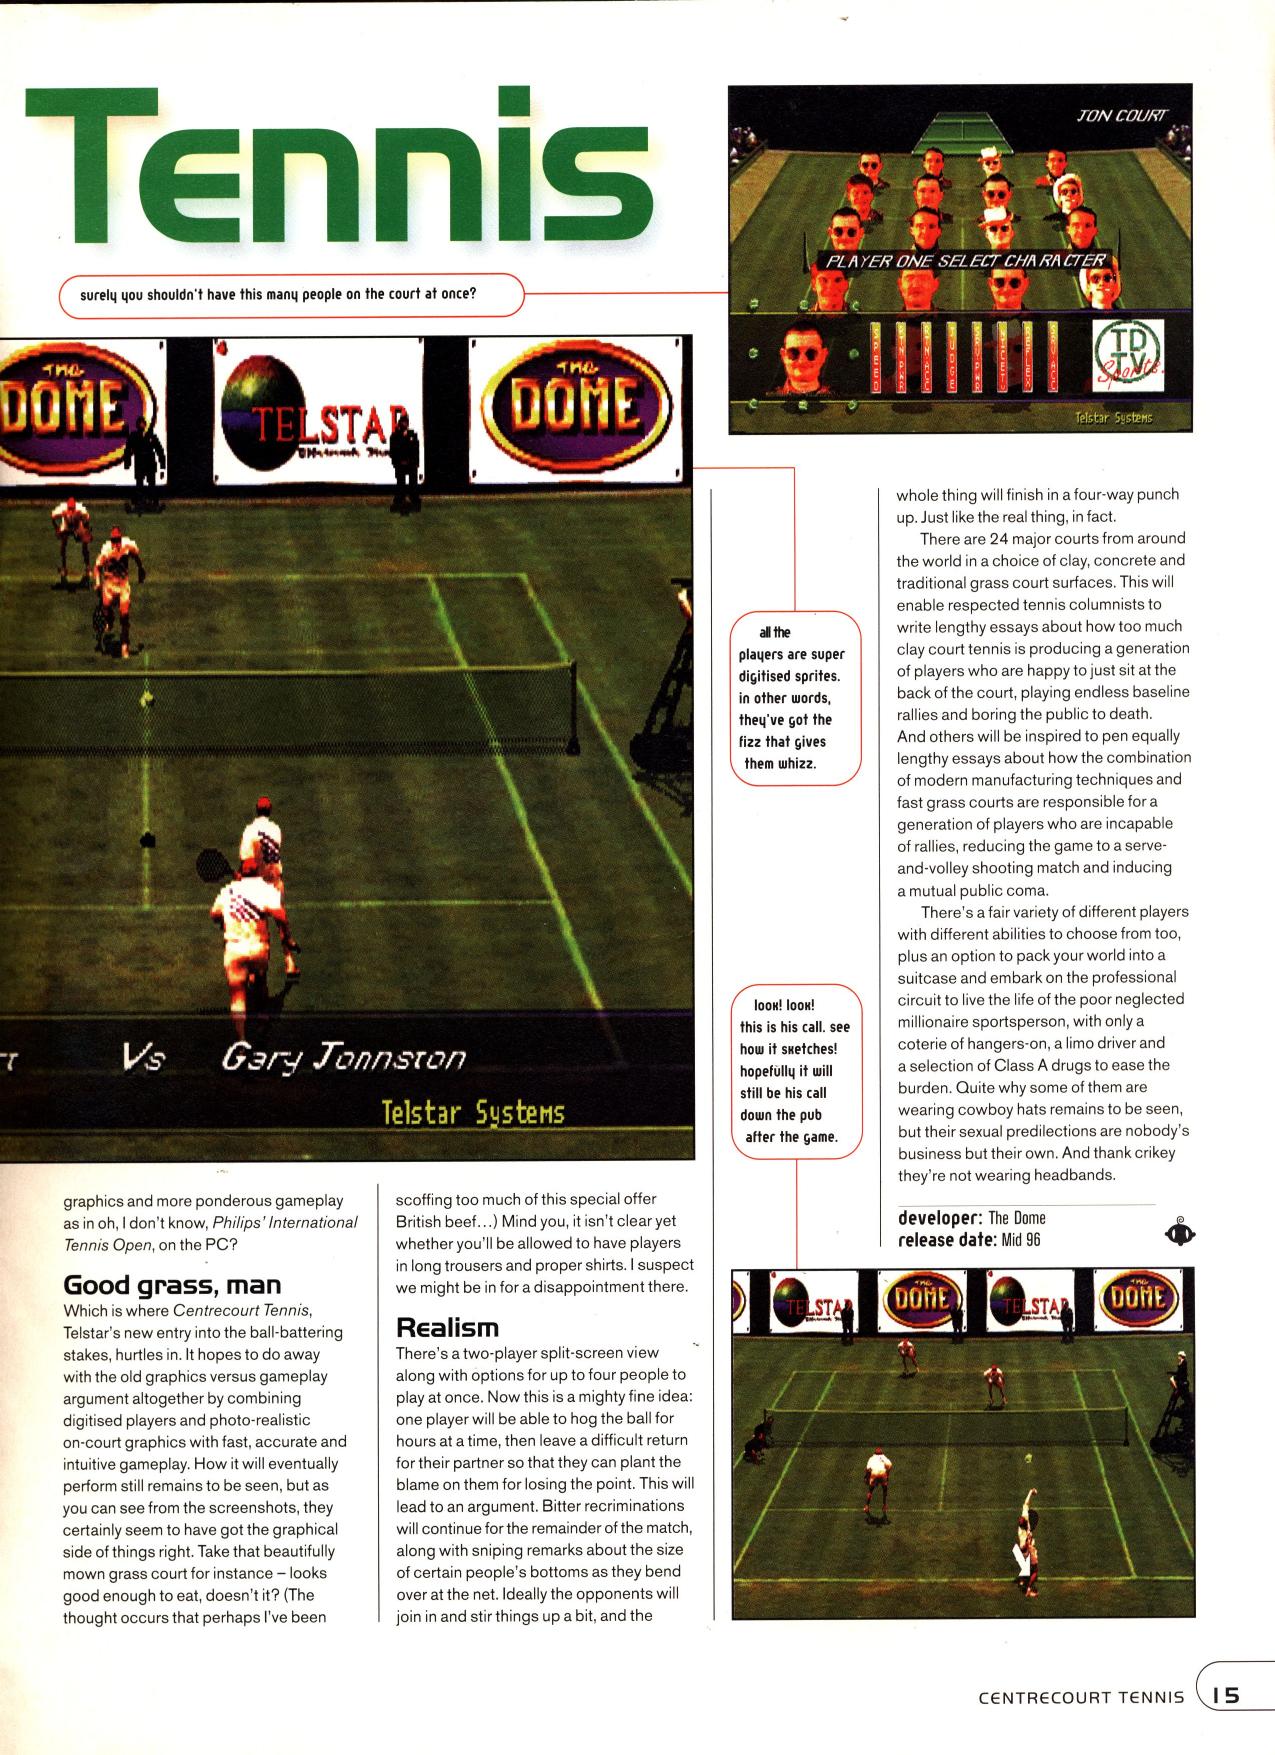 Tennis
surely you shouldn't have this many people on the court at once?
JON COURT
PLAYER ONE SELECT CHARACTER
SPEED
STN PWR
RIN ACC
JUDGE
SRV PWR
NICETY
REFLEX
SRV ACC
TD
TV
Sports.
Telstar Systems
THE
DOME
TELSTAR
THE
DOME
Vs Gary Johnston
Telstar Systems
all the
players are super
digitised sprites.
in other words,
they've got the
fizz that gives
them whizz.
look! look!
this is his call. see
how it sketches!
hopefully it will
still be his call
down the pub
after the game.
graphics and more ponderous gameplay
as in oh, I don't know, Philips' International
Tennis Open, on the PC?
Good grass, man
Which is where Centrecourt Tennis,
Telstar's new entry into the ball-battering
stakes, hurtles in. It hopes to do away
with the old graphics versus gameplay
argument altogether by combining
digitised players and photo-realistic
on-court graphics with fast, accurate and
intuitive gameplay. How it will eventually
perform still remains to be seen, but as
you can see from the screenshots, they
certainly seem to have got the graphical
side of things right. Take that beautifully
mown grass court for instance – looks
good enough to eat, doesn't it? (The
thought occurs that perhaps I've been
scoffing too much of this special offer
British beef...) Mind you, it isn't clear yet
whether you'll be allowed to have players
in long trousers and proper shirts. I suspect
we might be in for a disappointment there.
Realism
There's a two-player split-screen view
along with options for up to four people to
play at once. Now this is a mighty fine idea:
one player will be able to hog the ball for
hours at a time, then leave a difficult return
for their partner so that they can plant the
blame on them for losing the point. This will
lead to an argument. Bitter recriminations
will continue for the remainder of the match,
along with sniping remarks about the size
of certain people's bottoms as they bend
over at the net. Ideally the opponents will
join in and stir things up a bit, and the
whole thing will finish in a four-way punch
up. Just like the real thing, in fact.
There are 24 major courts from around
the world in a choice of clay, concrete and
traditional grass court surfaces. This will
enable respected tennis columnists to
write lengthy essays about how too much
clay court tennis is producing a generation
of players who are happy to just sit at the
back of the court, playing endless baseline
rallies and boring the public to death.
And others will be inspired to pen equally
lengthy essays about how the combination
of modern manufacturing techniques and
fast grass courts are responsible for a
generation of players who are incapable
of rallies, reducing the game to a serve-
and-volley shooting match and inducing
a mutual public coma.
There's a fair variety of different players
with different abilities to choose from too,
plus an option to pack your world into a
suitcase and embark on the professional
circuit to live the life of the poor neglected
millionaire sportsperson, with only a
coterie of hangers-on, a limo driver and
a selection of Class A drugs to ease the
burden. Quite why some of them are
wearing cowboy hats remains to be seen,
but their sexual predilections are nobody's
business but their own. And thank crikey
they're not wearing headbands.
developer: The Dome
release date: Mid 96
TELSTAR
THE
DOME
TELSTAR
THE
DOME
CENTRECOURT TENNIS 15